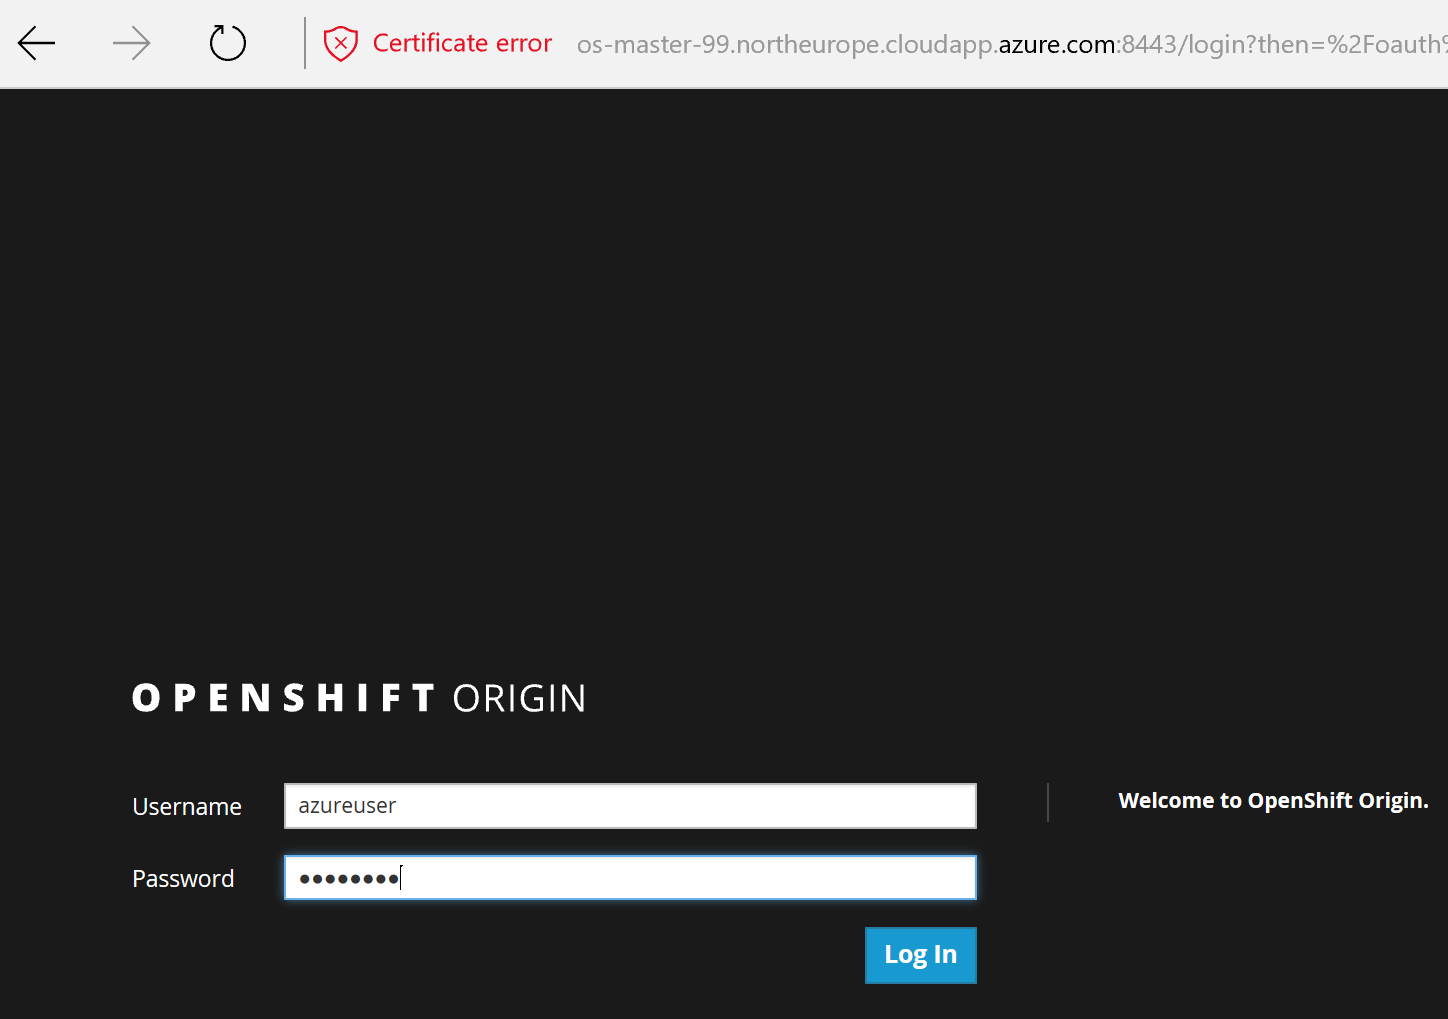 Certificate error os-master-99.northeurope.cloudapp.azure.com:8443/login?then=%2Foauth%
OPENSHIFT ORIGIN
Username azureuser Welcome to OpenShift Origin.
Password ••••••••
Log In